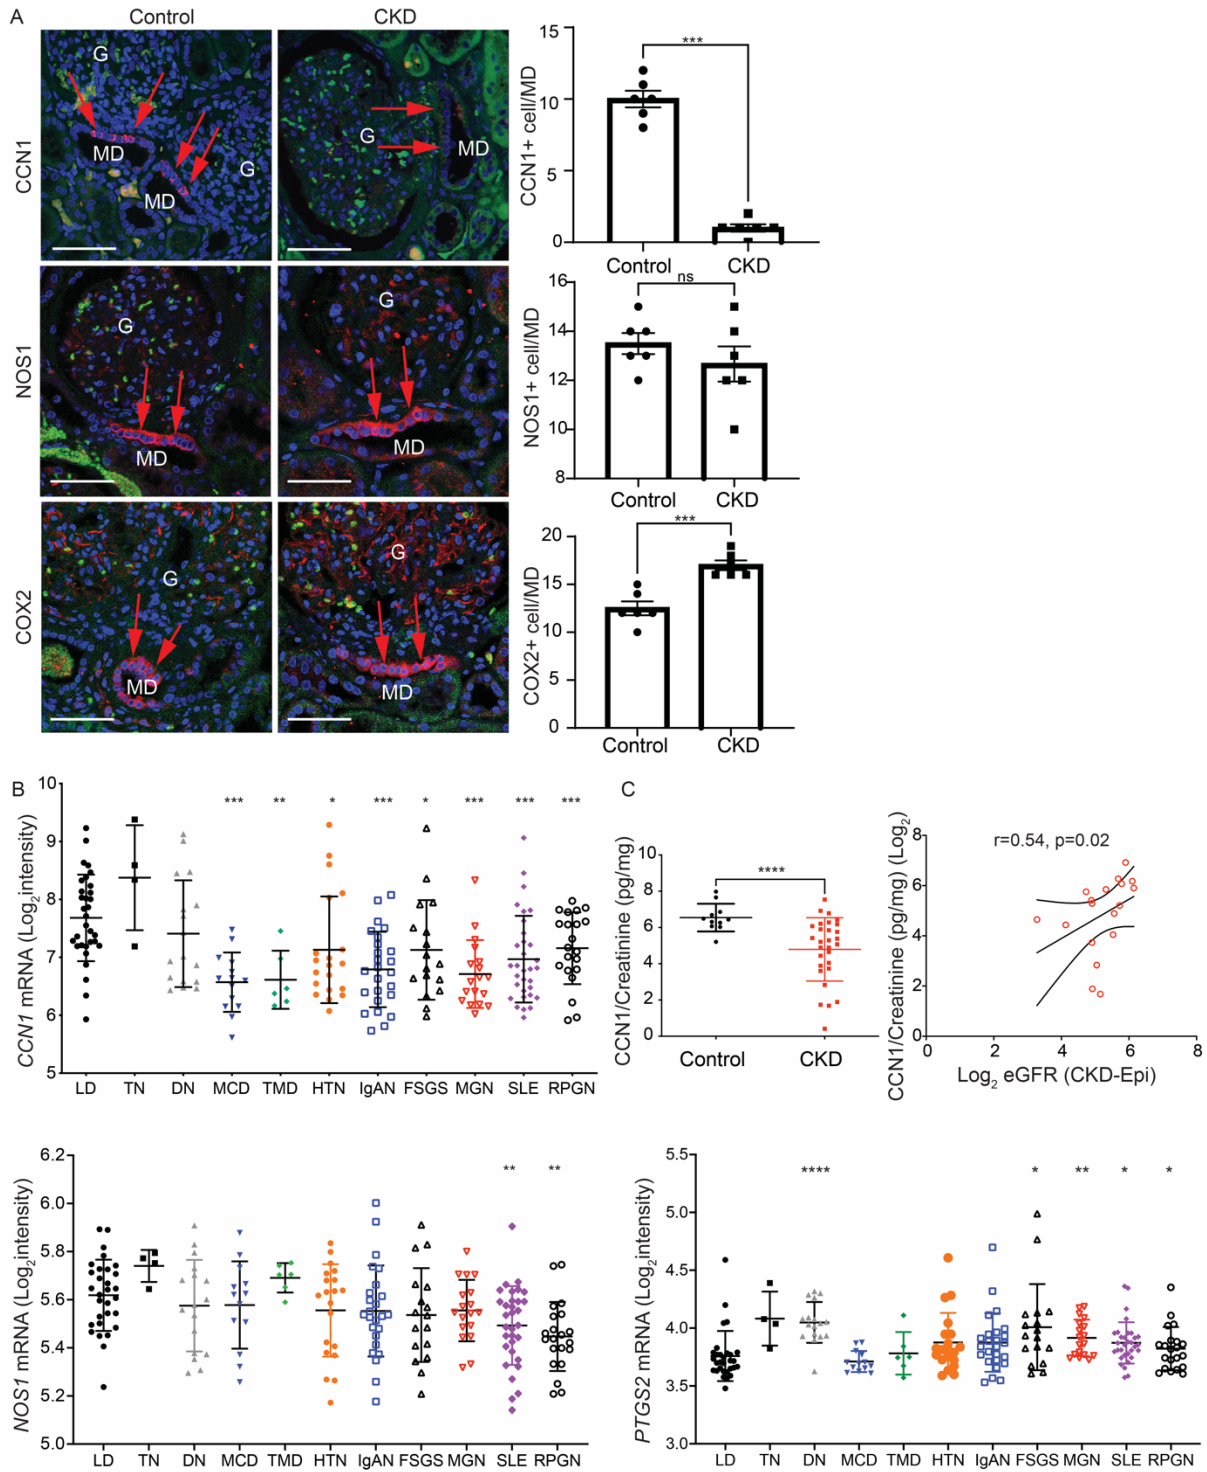 A
Control
CKD
CCN1
G
MD
MD
G
G
MD
CCN1+ cell/MD
15
10
5
0
***
Control
CKD
NOS1
G
MD
G
MD
NOS1+ cell/MD
16
14
12
10
8
ns
Control
CKD
COX2
G
MD
G
MD
COX2+ cell/MD
20
15
10
5
0
***
Control
CKD
B
CCN1 mRNA (Log2intensity)
10
9
8
7
6
5
*** ** * *** * *** *** ***
LD TN DN MCD TMD HTN IgAN FSGS MGN SLE RPGN
C
CCN1/Creatinine (pg/mg)
10
8
6
4
2
0
****
Control
CKD
CCN1/Creatinine (pg/mg) (Log2)
8
6
4
2
0
r=0.54, p=0.02
0 2 4 6 8
Log2 eGFR (CKD-Epi)
NOS1 mRNA (Log2intensity)
6.2
6.0
5.8
5.6
5.4
5.2
5.0
** **
LD TN DN MCD TMD HTN IgAN FSGS MGN SLE RPGN
PTGS2 mRNA (Log2intensity)
5.5
5.0
4.5
4.0
3.5
3.0
**** * ** * *
LD TN DN MCD TMD HTN IgAN FSGS MGN SLE RPGN